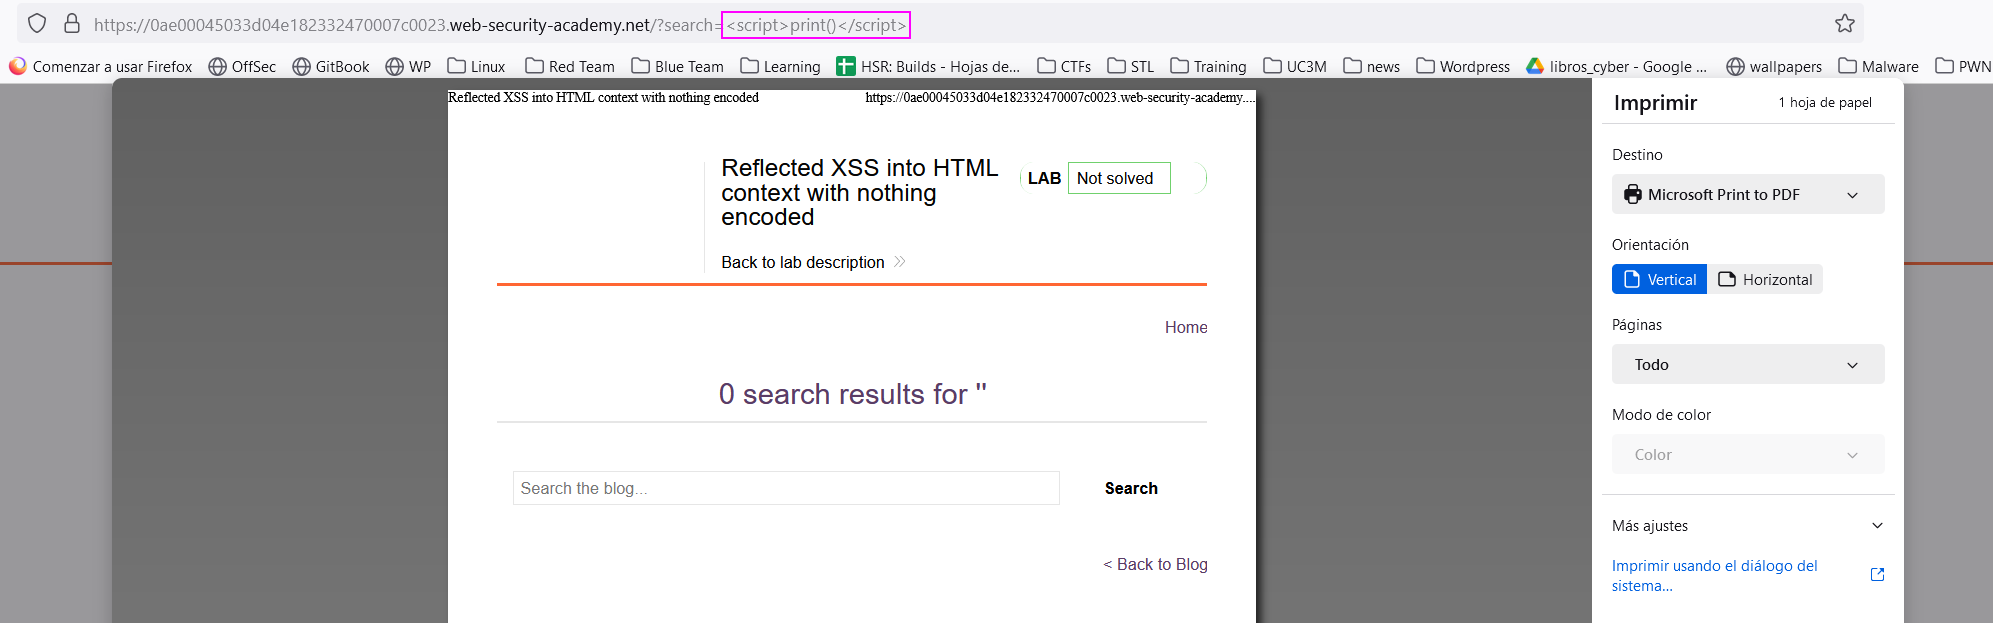 https://0ae00045033d04e182332470007c0023.web-security-academy.net/?search=<script>print()</script>
Comenzar a usar Firefox OffSec GitBook WP Linux Red Team Blue Team Learning HSR: Builds - Hojas de... CTFs STL Training UC3M news Wordpress libros_cyber - Google ... wallpapers Malware PWN
Reflected XSS into HTML context with nothing encoded https://0ae00045033d04e182332470007c0023.web-security-academy....
Reflected XSS into HTML
context with nothing
encoded
LAB Not solved
Back to lab description
Home
0 search results for ''
Search the blog... Search
< Back to Blog
Imprimir 1 hoja de papel
Destino
Microsoft Print to PDF
Orientación
Vertical Horizontal
Páginas
Todo
Modo de color
Color
Más ajustes
Imprimir usando el diálogo del
sistema...